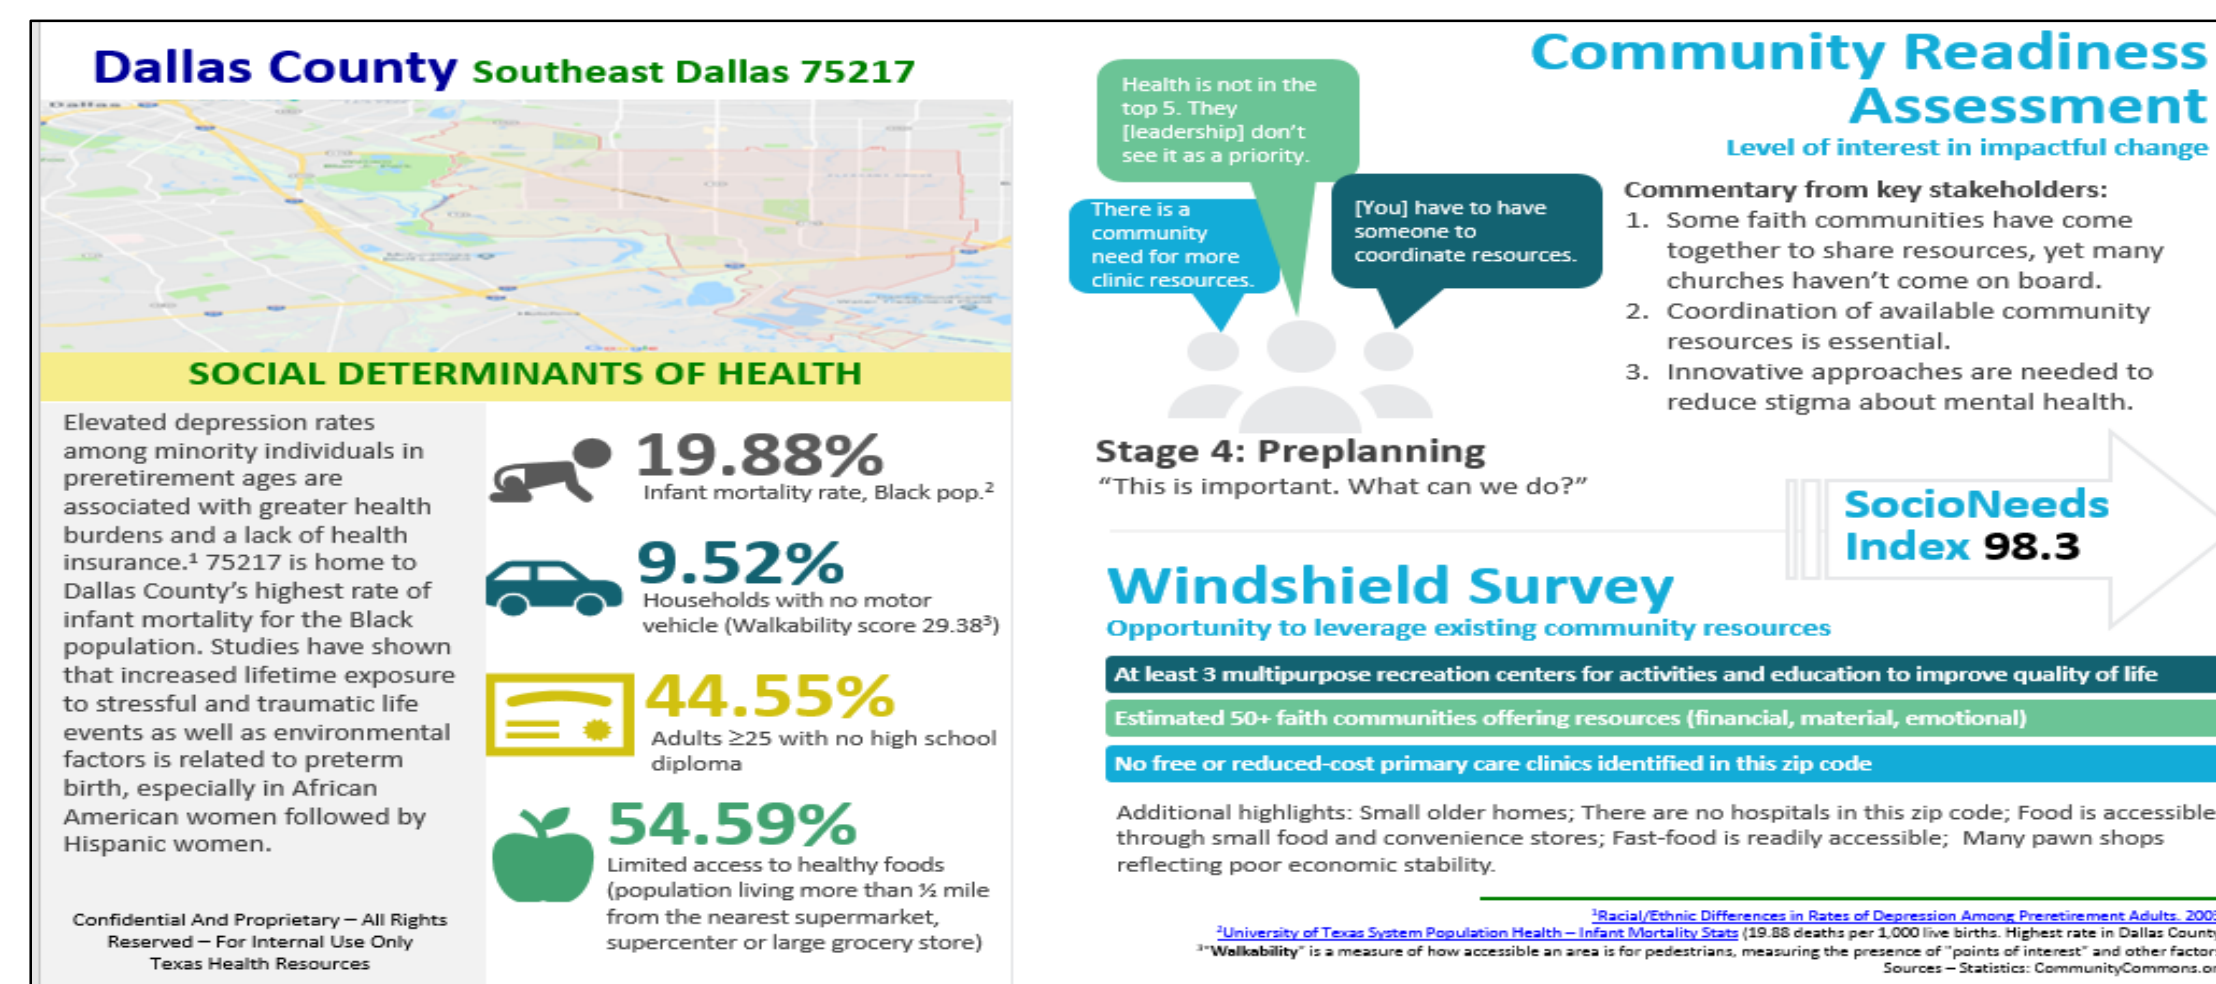 Dallas County Southeast Dallas 75217
Dallas
Google
SOCIAL DETERMINANTS OF HEALTH
Elevated depression rates
among minority individuals in
preretirement ages are
associated with greater health
burdens and a lack of health
insurance.¹ 75217 is home to
Dallas County’s highest rate of
infant mortality for the Black
population. Studies have shown
that increased lifetime exposure
to stressful and traumatic life
events as well as environmental
factors is related to preterm
birth, especially in African
American women followed by
Hispanic women.
Confidential And Proprietary – All Rights
Reserved – For Internal Use Only
Texas Health Resources
19.88%
Infant mortality rate, Black pop.²
9.52%
Households with no motor
vehicle (Walkability score 29.38³)
44.55%
Adults ≥25 with no high school
diploma
54.59%
Limited access to healthy foods
(population living more than ½ mile
from the nearest supermarket,
supercenter or large grocery store)
Community Readiness
Assessment
Level of interest in impactful change
Health is not in the
top 5. They
[leadership] don’t
see it as a priority.
There is a
community
need for more
clinic resources.
[You] have to have
someone to
coordinate resources.
Commentary from key stakeholders:
1. Some faith communities have come
together to share resources, yet many
churches haven’t come on board.
2. Coordination of available community
resources is essential.
3. Innovative approaches are needed to
reduce stigma about mental health.
Stage 4: Preplanning
“This is important. What can we do?”
SocioNeeds
Index 98.3
Windshield Survey
Opportunity to leverage existing community resources
At least 3 multipurpose recreation centers for activities and education to improve quality of life
Estimated 50+ faith communities offering resources (financial, material, emotional)
No free or reduced-cost primary care clinics identified in this zip code
Additional highlights: Small older homes; There are no hospitals in this zip code; Food is accessible
through small food and convenience stores; Fast-food is readily accessible; Many pawn shops
reflecting poor economic stability.
¹Racial/Ethnic Differences in Rates of Depression Among Preretirement Adults. 2003
²University of Texas System Population Health – Infant Mortality Stats (19.88 deaths per 1,000 live births. Highest rate in Dallas County
³"Walkability" is a measure of how accessible an area is for pedestrians, measuring the presence of "points of interest" and other factor
Sources – Statistics: CommunityCommons.or